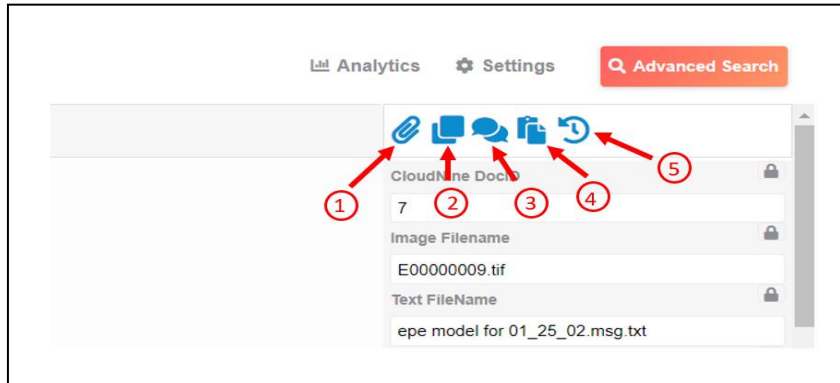 Analytics Settings Advanced Search
1 2 3 4 5
CloudNine DocID
7
Image Filename
E00000009.tif
Text FileName
epe model for 01_25_02.msg.txt